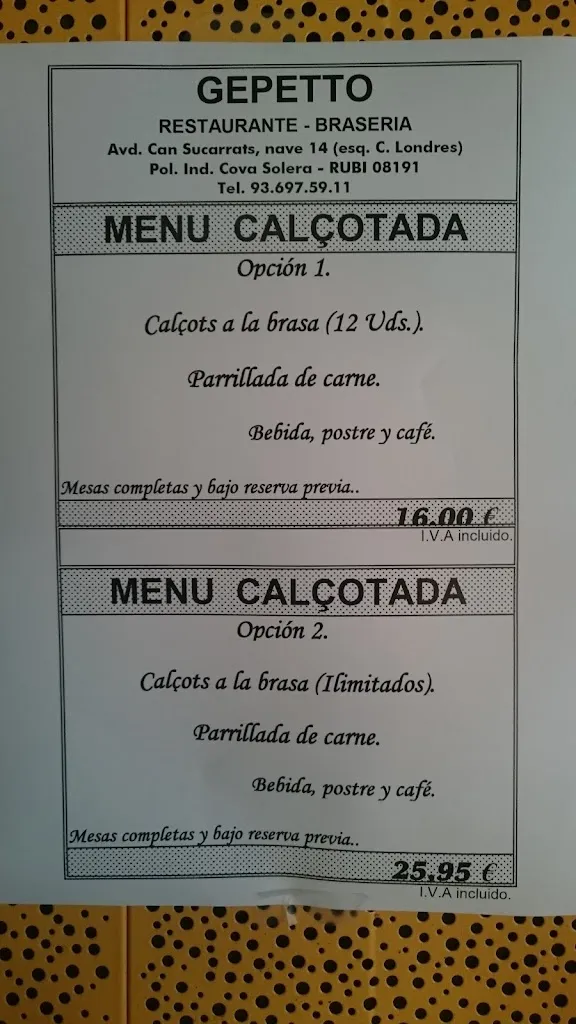 GEPETTO
RESTAURANTE - BRASERIA
Avd. Can Sucarrats, nave 14 (esq. C. Londres)
Pol. Ind. Cova Solera - RUBI 08191
Tel. 93.697.59.11
MENU CALÇOTADA
Opción 1.
Calçots a la brasa (12 Uds.).
Parrillada de carne.
Bebida, postre y café.
Mesas completas y bajo reserva previa..
16.00 €
I.V.A incluido.
MENU CALÇOTADA
Opción 2.
Calçots a la brasa (Ilimitados).
Parrillada de carne.
Bebida, postre y café.
Mesas completas y bajo reserva previa..
25.95 €
I.V.A incluido.